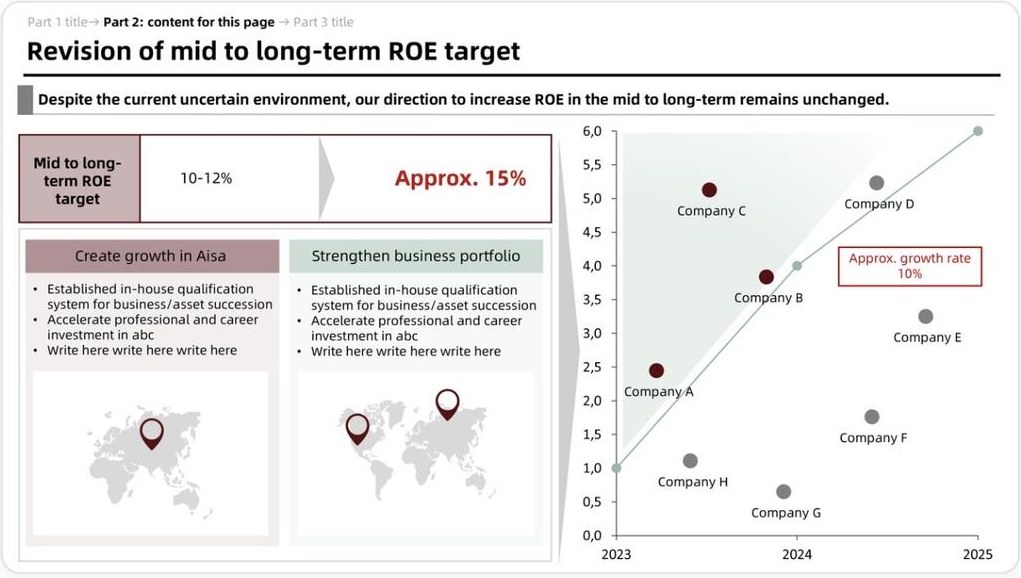 Part 1 title→ Part 2: content for this page → Part 3 title
Revision of mid to long-term ROE target
Despite the current uncertain environment, our direction to increase ROE in the mid to long-term remains unchanged.
Mid to long-
term ROE
target
10-12%
Approx. 15%
Create growth in Aisa
• Established in-house qualification
system for business/asset succession
• Accelerate professional and career
investment in abc
• Write here write here write here
Strengthen business portfolio
• Established in-house qualification
system for business/asset succession
• Accelerate professional and career
investment in abc
• Write here write here write here
6,0
5,5
5,0
4,5
4,0
3,5
3,0
2,5
2,0
1,5
1,0
0,5
0,0
2023
2024
2025
Company C
Company D
Approx. growth rate
10%
Company B
Company E
Company A
Company F
Company H
Company G